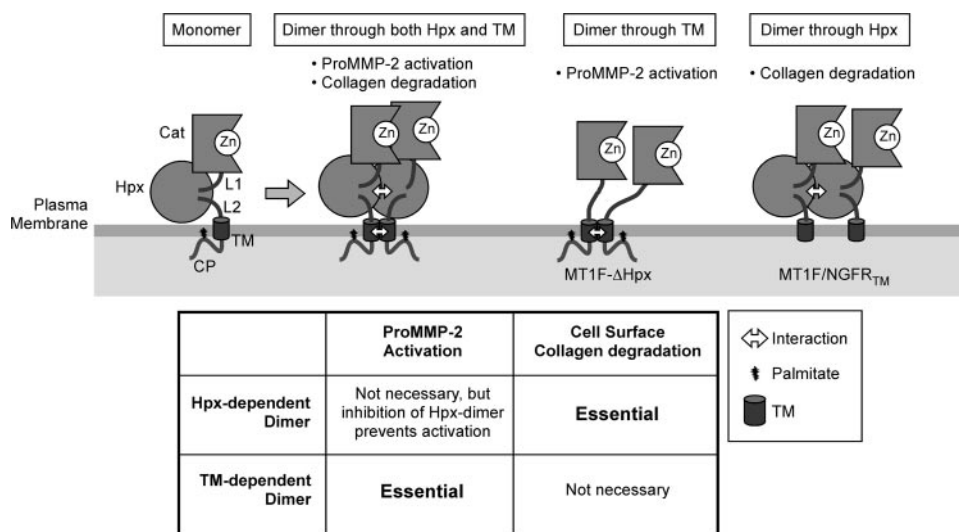 Monomer
Dimer through both Hpx and TM
Dimer through TM
Dimer through Hpx
• ProMMP-2 activation
• Collagen degradation
• ProMMP-2 activation
• Collagen degradation
Cat
Zn
Zn
Zn
Zn
Zn
Zn
Zn
Hpx
L1
L2
Plasma
Membrane
TM
CP
MT1F-ΔHpx
MT1F/NGFRTM
ProMMP-2
Activation
Cell Surface
Collagen degradation
Hpx-dependent
Dimer
Not necessary, but
inhibition of Hpx-dimer
prevents activation
Essential
TM-dependent
Dimer
Essential
Not necessary
Interaction
Palmitate
TM